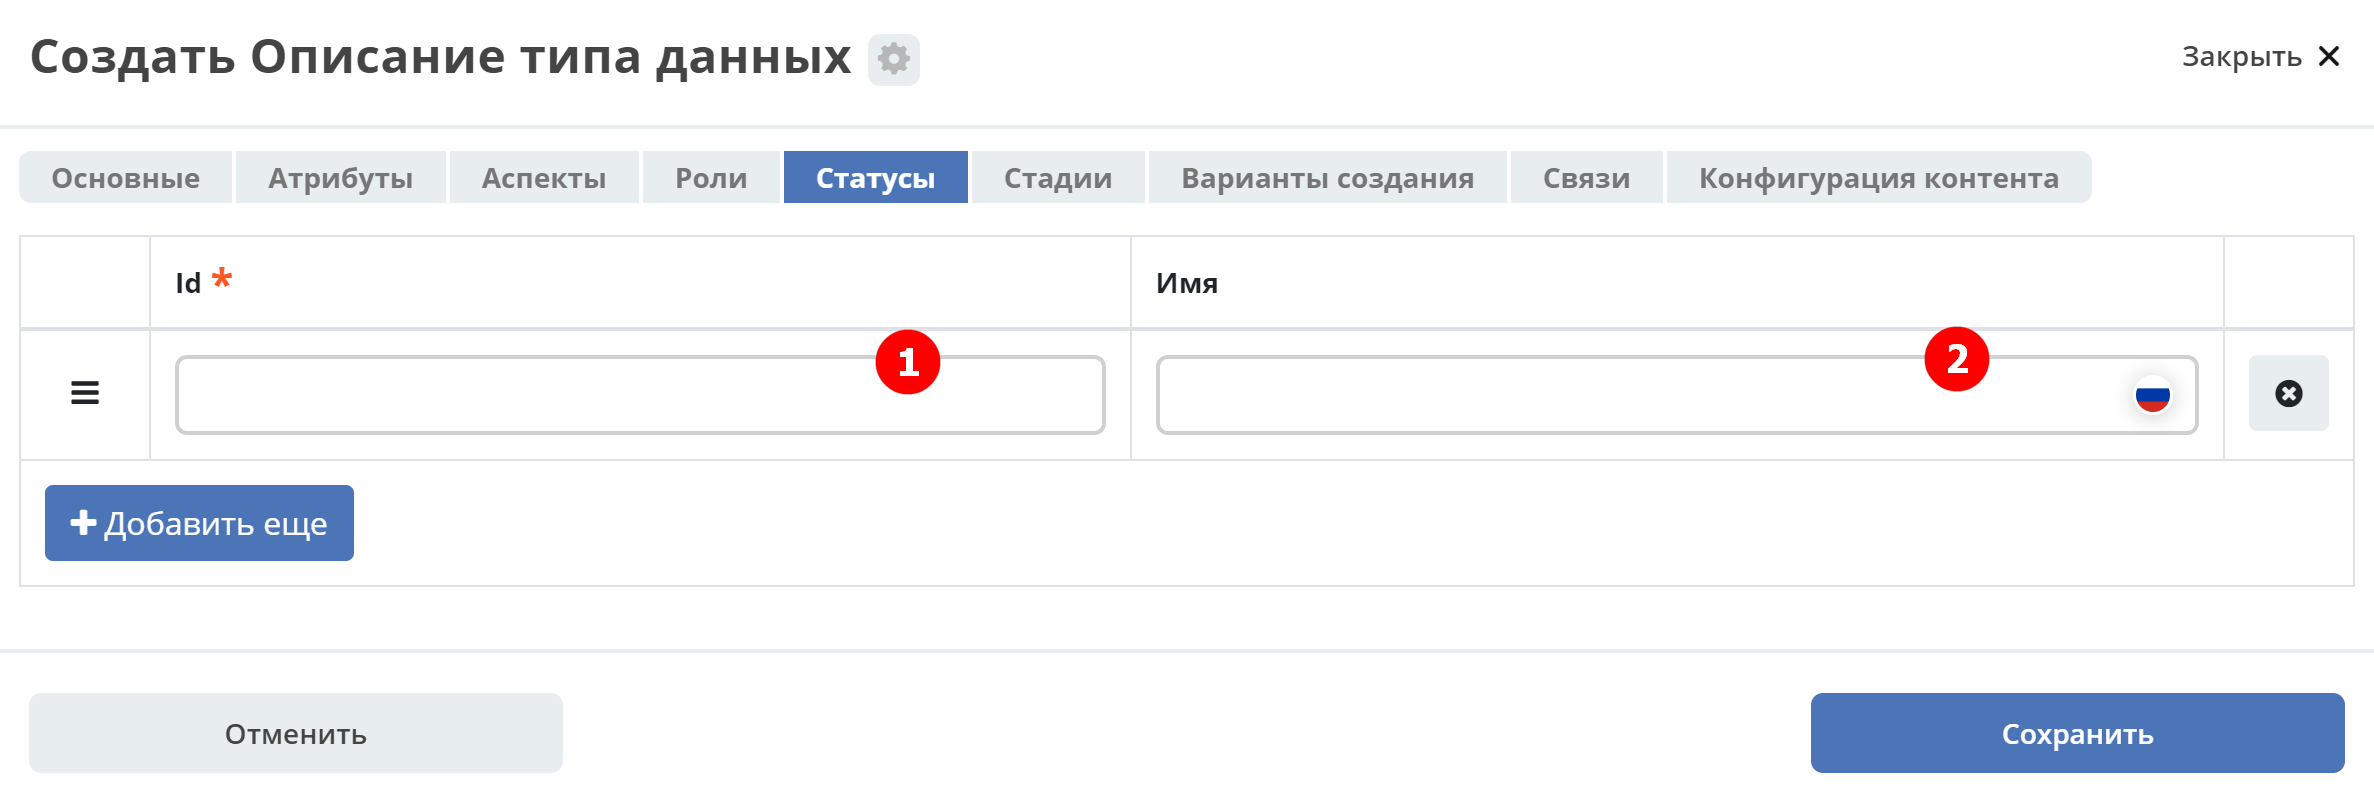 Создать Описание типа данных
Закрыть
Основные Атрибуты Аспекты Роли Статусы Стадии Варианты создания Связи Конфигурация контента
Id * Имя
1 2
Добавить еще
Отменить Сохранить